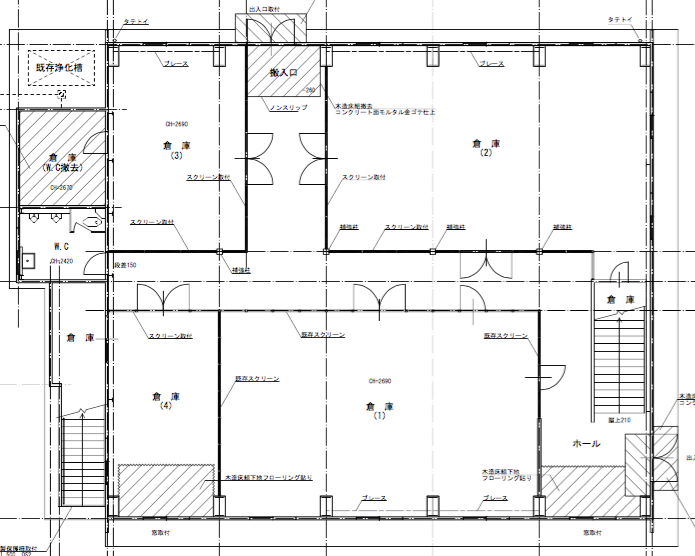 出入口取付
タテトイ
タテトイ
既存浄化槽
ブレース
搬入口
-260
ブレース
木造床組撤去
コンクリート面モルタル金ゴテ仕上
ノンスリップ
CH=2690
倉 庫
(3)
倉 庫
(2)
倉 庫
(W.C撤去)
CH=2670
スクリーン取付
スクリーン取付
スクリーン取付
補強柱
スクリーン取付
補強柱
補強柱
W.C
CH=2420
段差150
補強柱
倉 庫
倉 庫
スクリーン取付
既存スクリーン
既存スクリーン
既存スクリーン
CH=2690
倉 庫
(4)
倉 庫
(1)
蹴上210
ホール
木造床組下地フローリング貼り
木造床組下地
フローリング貼り
ブレース
ブレース
窓取付
窓取付